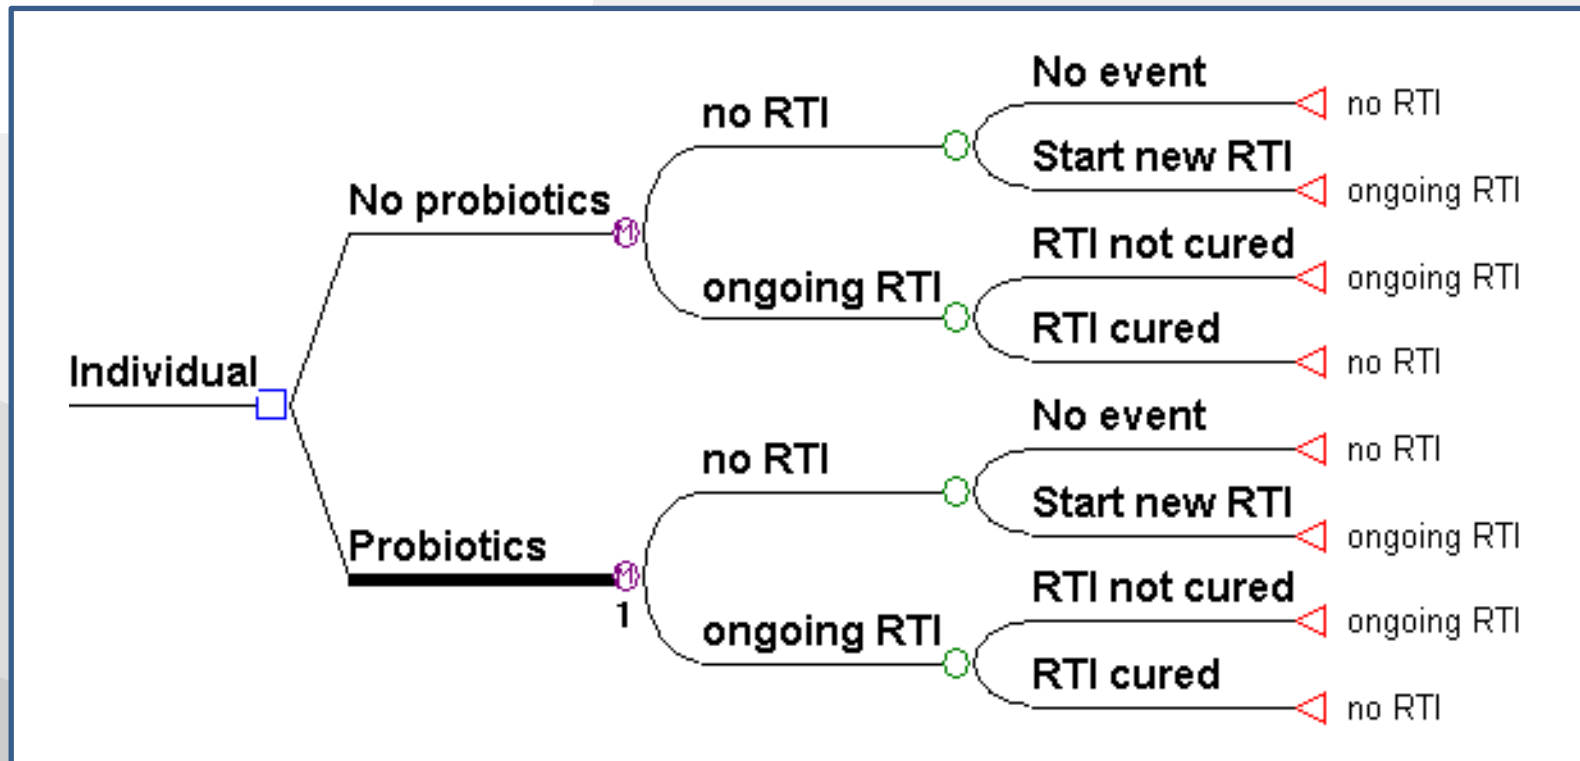 Individual
No probiotics
M
no RTI
No event
no RTI
Start new RTI
ongoing RTI
ongoing RTI
RTI not cured
ongoing RTI
RTI cured
no RTI
Probiotics
M
1
no RTI
No event
no RTI
Start new RTI
ongoing RTI
ongoing RTI
RTI not cured
ongoing RTI
RTI cured
no RTI